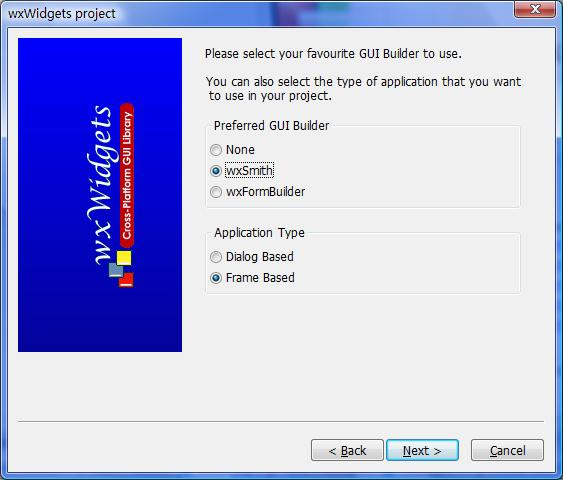 wxWidgets project
wxWidgets
Cross-Platform GUI Library
Please select your favourite GUI Builder to use.
You can also select the type of application that you want
to use in your project.
Preferred GUI Builder
None
wxSmith
wxFormBuilder
Application Type
Dialog Based
Frame Based
< Back
Next >
Cancel